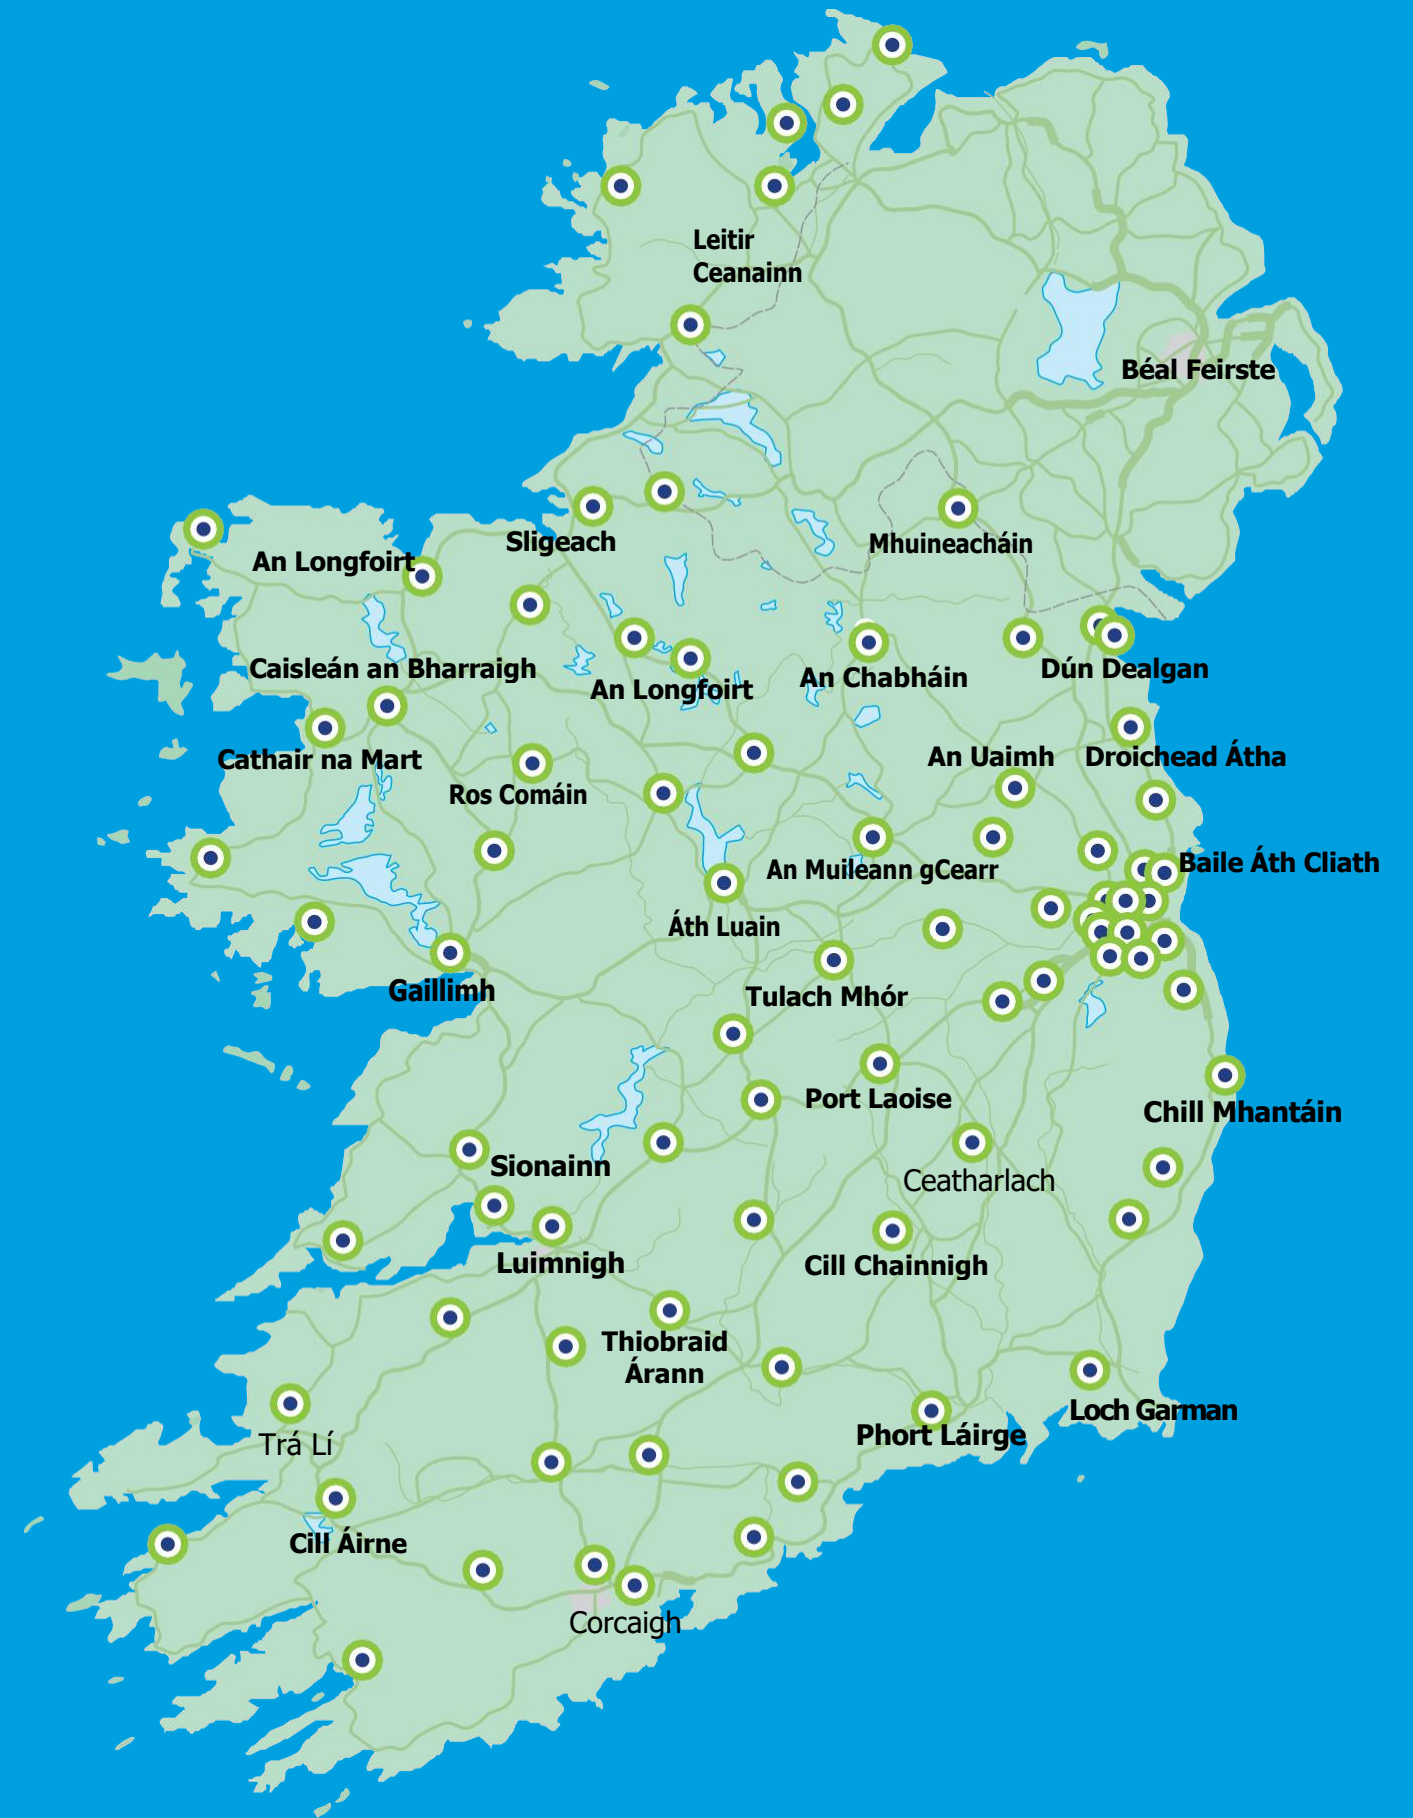 Leitir
Ceanainn
Béal Feirste
Sligeach
Mhuineacháin
An Longfoirt
Caisleán an Bharraigh
An Longfoirt
An Chabháin
Dún Dealgan
Cathair na Mart
An Uaimh
Droichead Átha
Ros Comáin
An Muileann gCearr
Baile Áth Cliath
Áth Luain
Gaillimh
Tulach Mhór
Port Laoise
Chill Mhantáin
Sionainn
Ceatharlach
Luimnigh
Cill Chainnigh
Thiobraid
Árann
Loch Garman
Phort Láirge
Trá Lí
Cill Áirne
Corcaigh